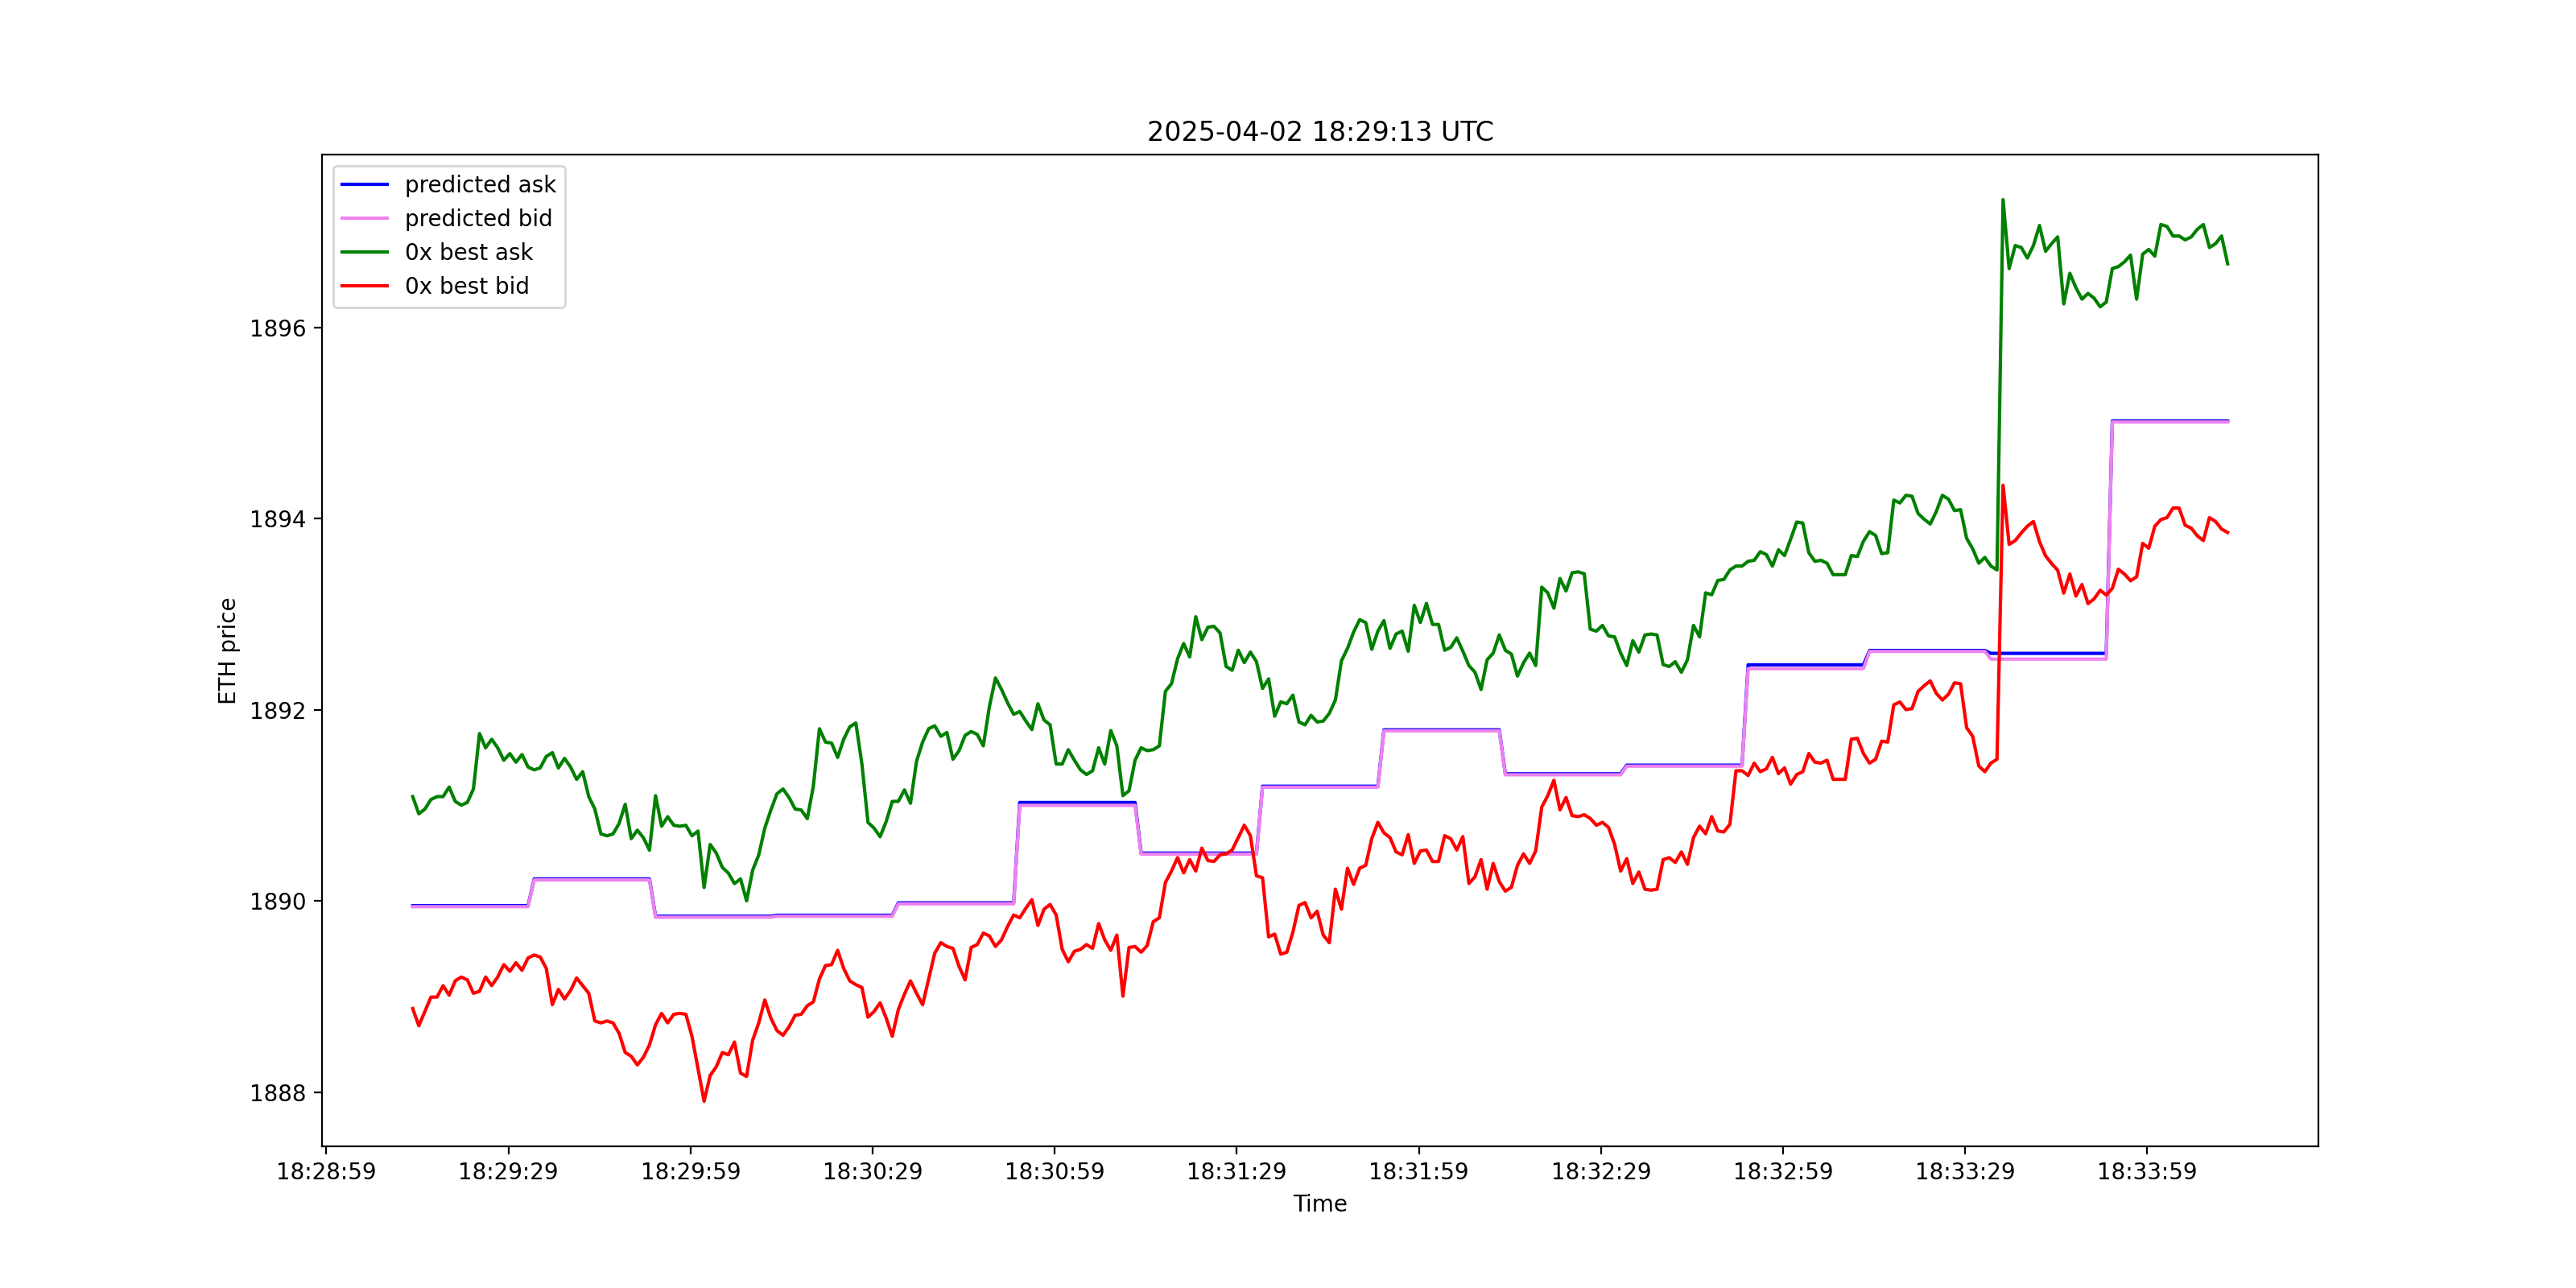 2025-04-02 18:29:13 UTC
predicted ask
predicted bid
0x best ask
0x best bid
ETH price
1896
1894
1892
1890
1888
18:28:59 18:29:29 18:29:59 18:30:29 18:30:59 18:31:29 18:31:59 18:32:29 18:32:59 18:33:29 18:33:59
Time